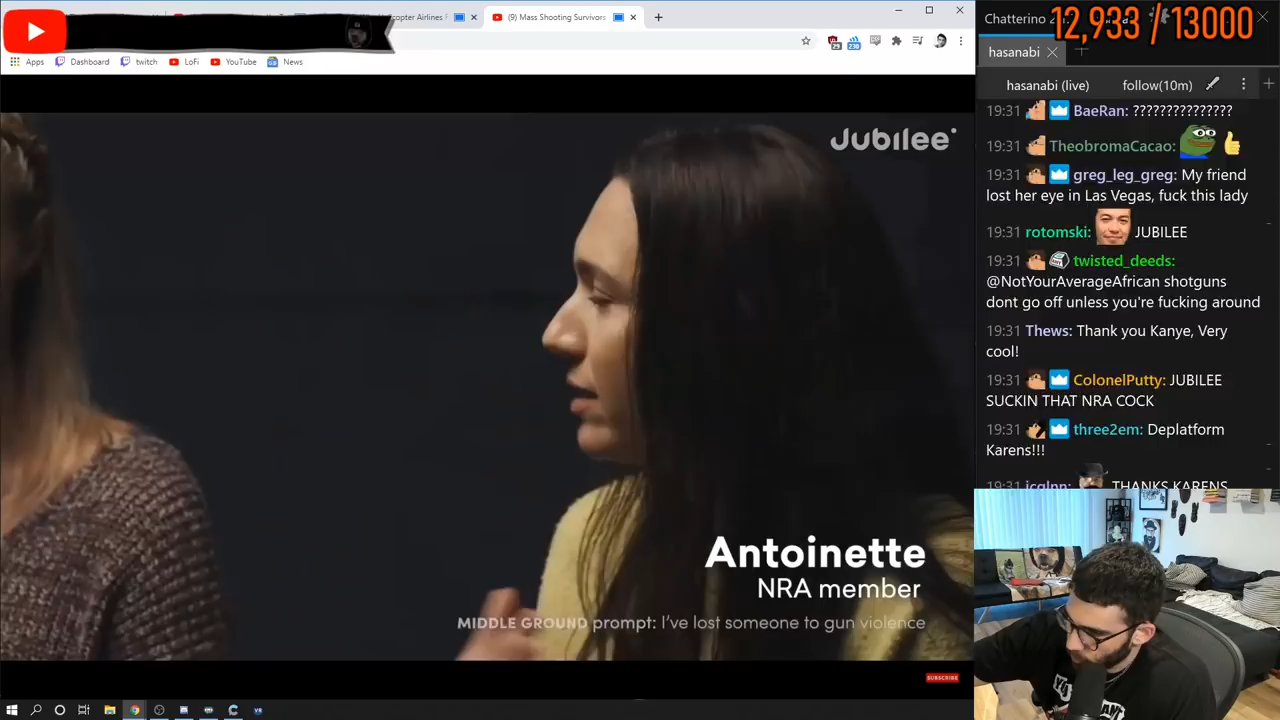 copter Airlines F
(9) Mass Shooting Survivors
29
230
Apps
Dashboard
twitch
LoFi
YouTube
News
Jubilee
Antoinette
NRA member
MIDDLE GROUND prompt: I've lost someone to gun violence
SUBSCRIBE
12,933 / 13000
Chatterino 2
hasanabi
hasanabi (live)
follow(10m)
19:31 BaeRan: ???????????????
19:31 TheobromaCacao:
19:31 greg_leg_greg: My friend
lost her eye in Las Vegas, fuck this lady
19:31 rotomski: JUBILEE
19:31 twisted_deeds:
@NotYourAverageAfrican shotguns
dont go off unless you're fucking around
19:31 Thews: Thank you Kanye, Very
cool!
19:31 ColonelPutty: JUBILEE
SUCKIN THAT NRA COCK
19:31 three2em: Deplatform
Karens!!!
19:31 THANKS KARENS